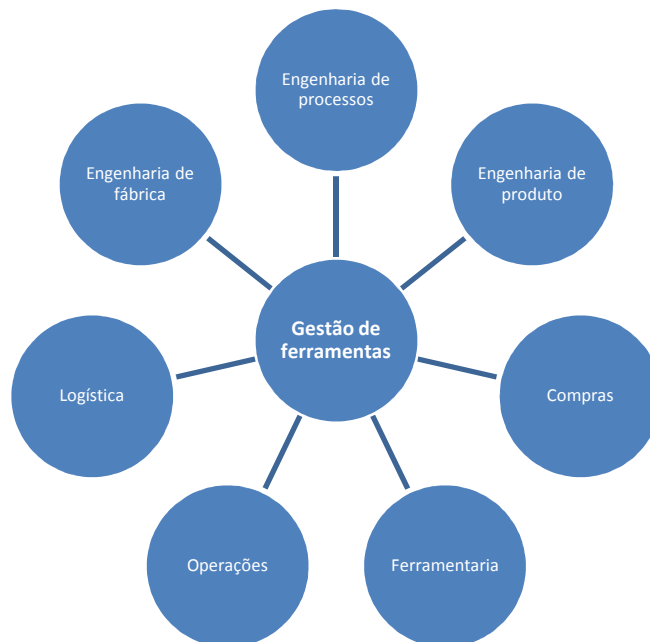 Engenharia de
processos
Engenharia de
fábrica
Engenharia de
produto
Gestão de
ferramentas
Logística
Compras
Operações
Ferramentaria